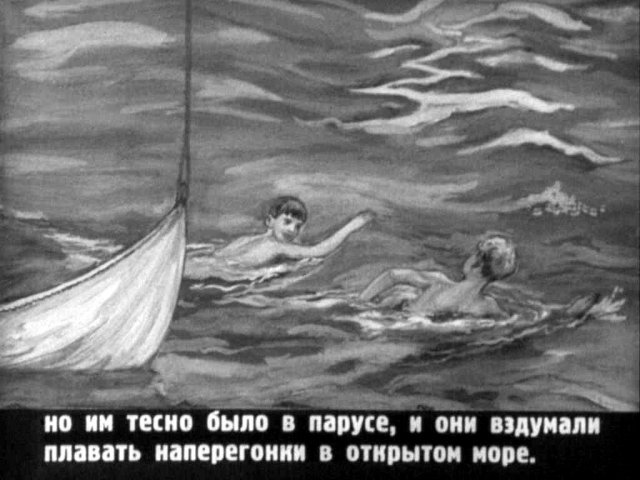 но им тесно было в парусе, и они вздумали
плавать наперегонки в открытом море.